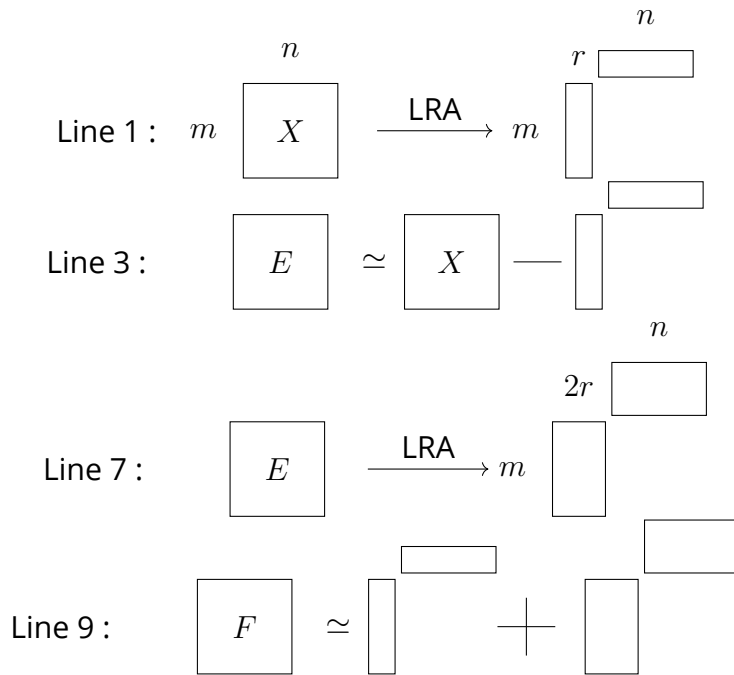 n
n
Line 1 : m X LRA m r
Line 3 : E ≃ X —
n
2r
Line 7 : E LRA m
Line 9 : F ≃ +